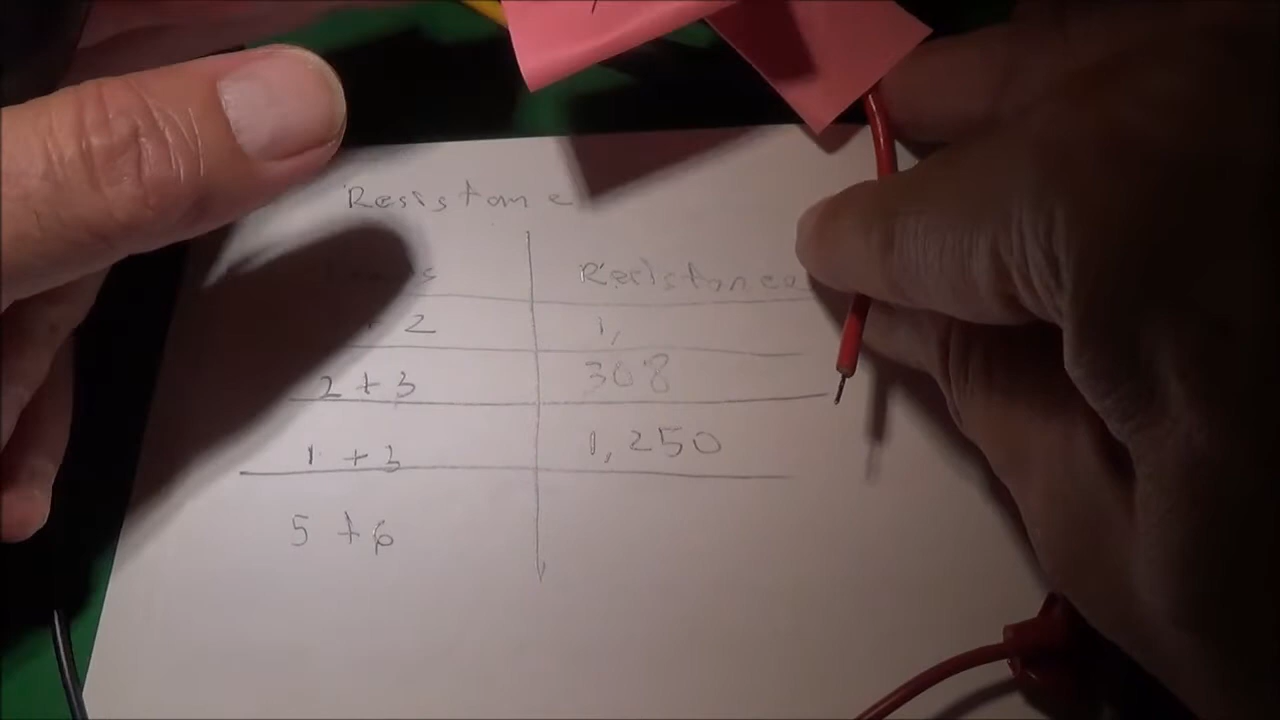 Resistance
Resistance
2 1,
2 + 3 308
1 + 3 1,250
5 + 6